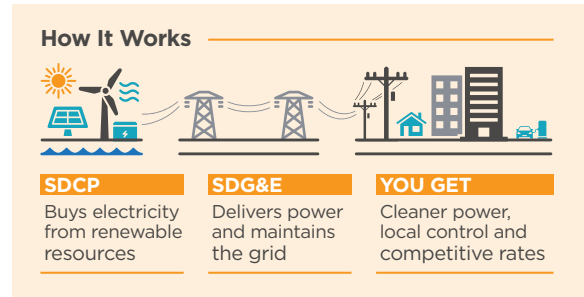 How It Works
SDCP
Buys electricity
from renewable
resources
SDG&E
Delivers power
and maintains
the grid
YOU GET
Cleaner power,
local control and
competitive rates